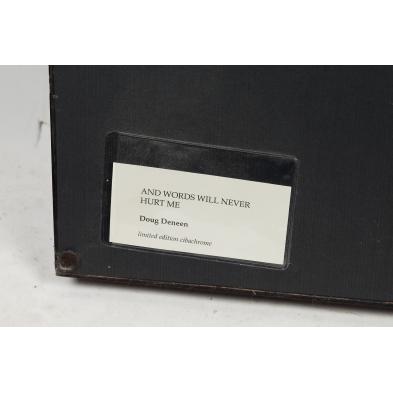 AND WORDS WILL NEVER
HURT ME
Doug Deneen
limited edition cibachrome